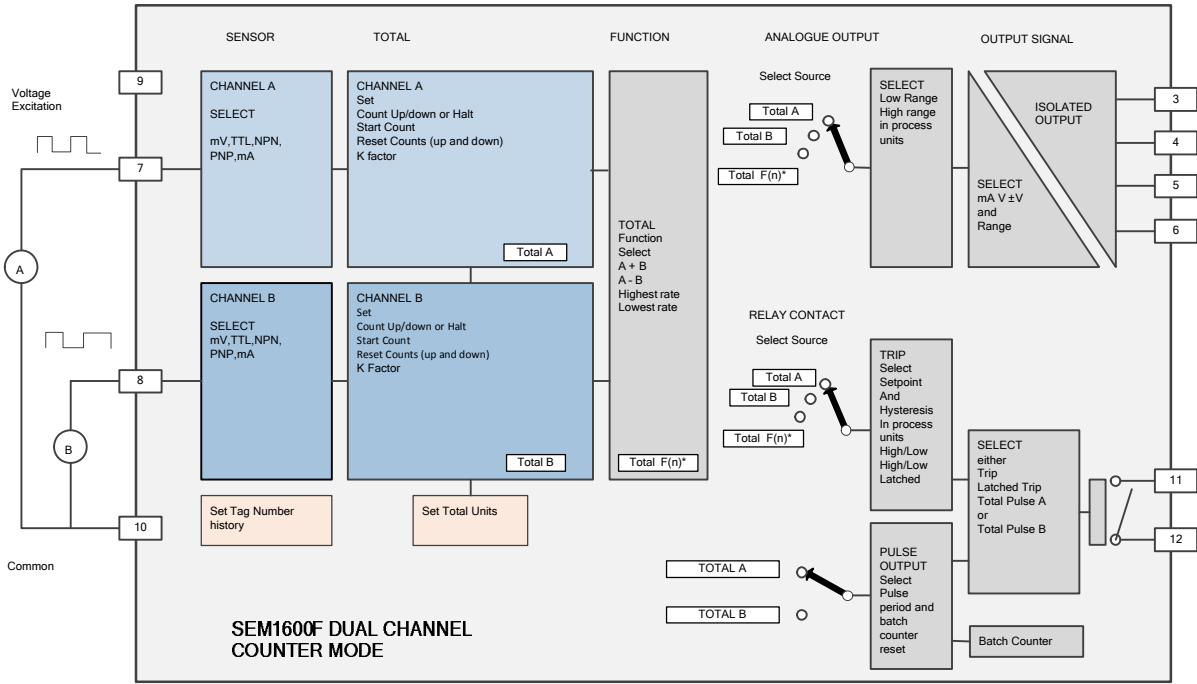 SENSOR
TOTAL
FUNCTION
ANALOGUE OUTPUT
OUTPUT SIGNAL
Voltage
Excitation
9
7
8
10
A
B
Common
CHANNEL A
SELECT
mV,TTL,NPN,
PNP,mA
CHANNEL A
Set
Count Up/down or Halt
Start Count
Reset Counts (up and down)
K factor
Total A
CHANNEL B
SELECT
mV,TTL,NPN,
PNP,mA
CHANNEL B
Set
Count Up/down or Halt
Start Count
Reset Counts (up and down)
K Factor
Total B
Set Tag Number
history
Set Total Units
TOTAL
Function
Select
A + B
A - B
Highest rate
Lowest rate
Total F(n)*
Select Source
Total A
Total B
Total F(n)*
SELECT
Low Range
High range
in process
units
SELECT
mA V ±V
and
Range
ISOLATED
OUTPUT
3
4
5
6
RELAY CONTACT
Select Source
Total A
Total B
Total F(n)*
TRIP
Select
Setpoint
And
Hysteresis
In process
units
High/Low
High/Low
Latched
SELECT
either
Trip
Latched Trip
Total Pulse A
or
Total Pulse B
11
12
TOTAL A
TOTAL B
PULSE
OUTPUT
Select
Pulse
period and
batch
counter
reset
Batch Counter
SEM1600F DUAL CHANNEL
COUNTER MODE